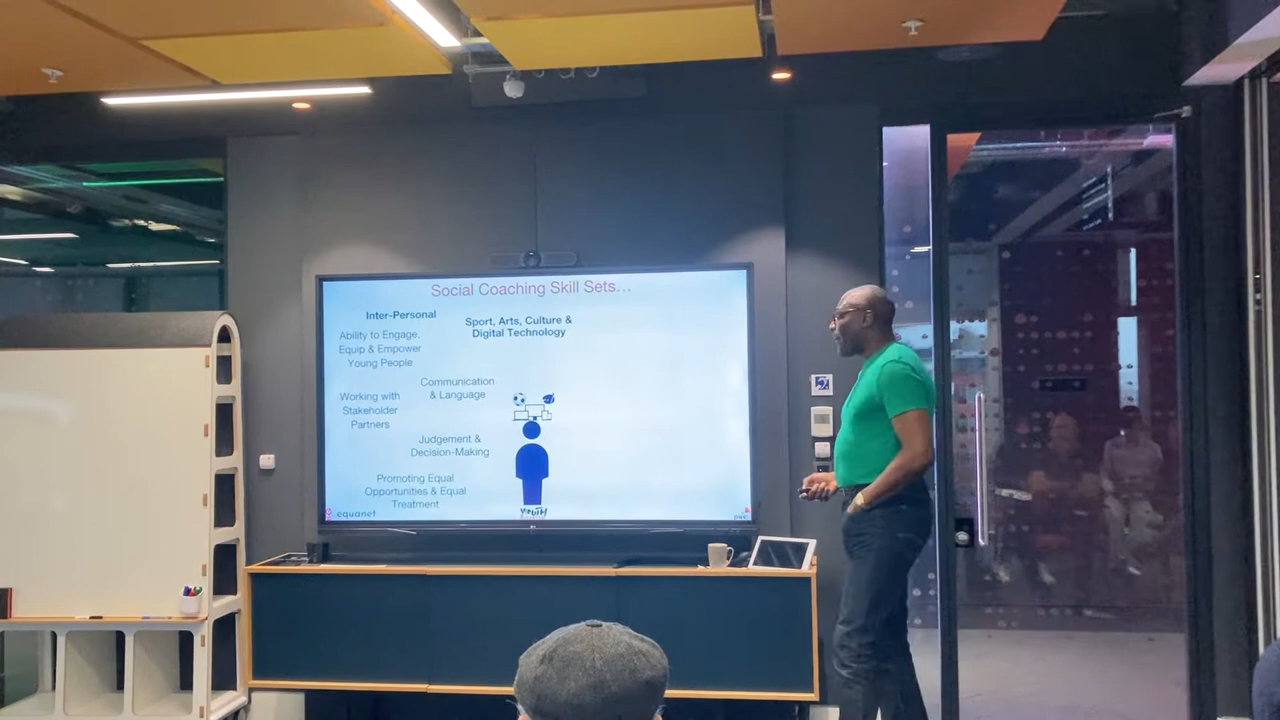 Social Coaching Skill Sets...
Inter-Personal
Ability to Engage,
Equip & Empower
Young People
Sport, Arts, Culture &
Digital Technology
Communication
& Language
Working with
Stakeholder
Partners
Judgement &
Decision-Making
Promoting Equal
Opportunities & Equal
Treatment
equanet
YOUTH